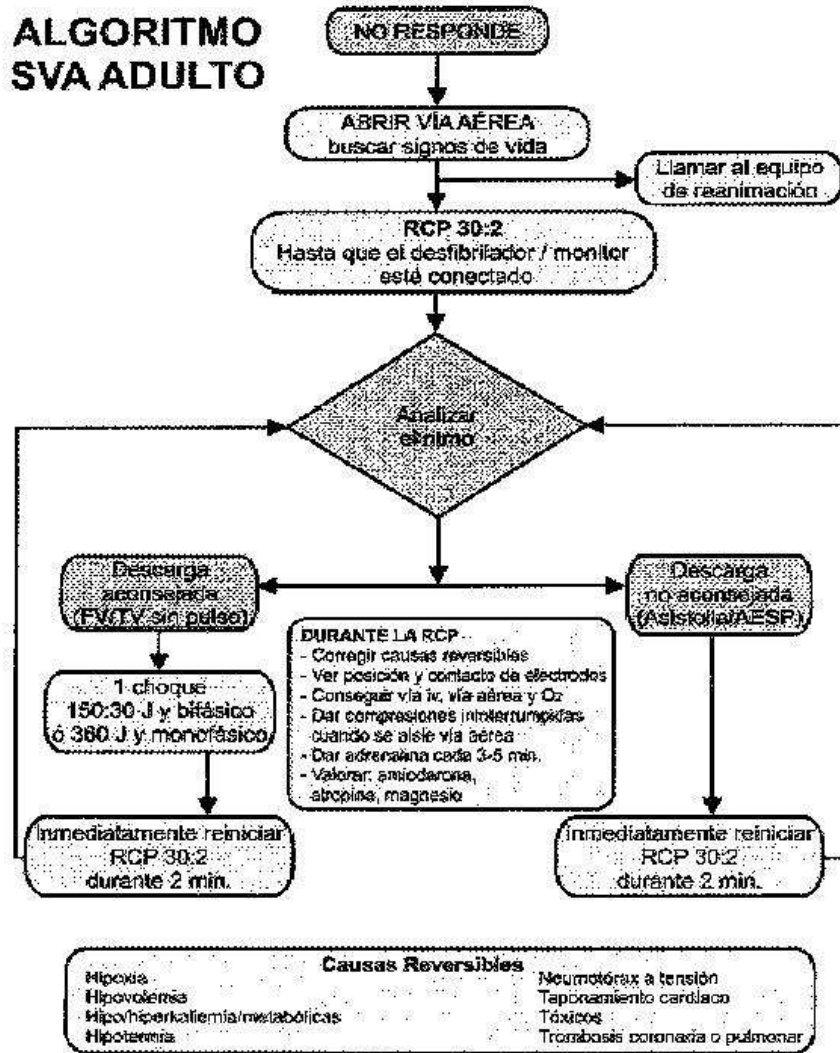 ALGORITMO
SVA ADULTO
NO RESPONDE
ABRIR VÍA AÉREA
buscar signos de vida
Llamar al equipo
de reanimación
RCP 30:2
Hasta que el desfibrilador / monitor
esté conectado
Analizar
el ritmo
Descarga
aconsejada
(FV/TV sin pulso)
Descarga
no aconsejada
(Asistolia/AESP)
1 choque
150:30 J y bifásico
ó 360 J y monofásico
DURANTE LA RCP
- Corregir causas reversibles
- Ver posición y contacto de electrodos
- Conseguir vía iv, vía aérea y O2
- Dar compresiones ininterrumpidas
cuando se aisle vía aérea
- Dar adrenalina cada 3-5 min.
- Valorar: amiodarona,
atropina, magnesio
Inmediatamente reiniciar
RCP 30:2
durante 2 min.
Inmediatamente reiniciar
RCP 30:2
durante 2 min.
Causas Reversibles
Hipoxia
Hipovolemia
Hipo/hiperkaliemia/metabólicas
Hipotermia
Neumotórax a tensión
Taponamiento cardíaco
Tóxicos
Trombosis coronaria o pulmonar